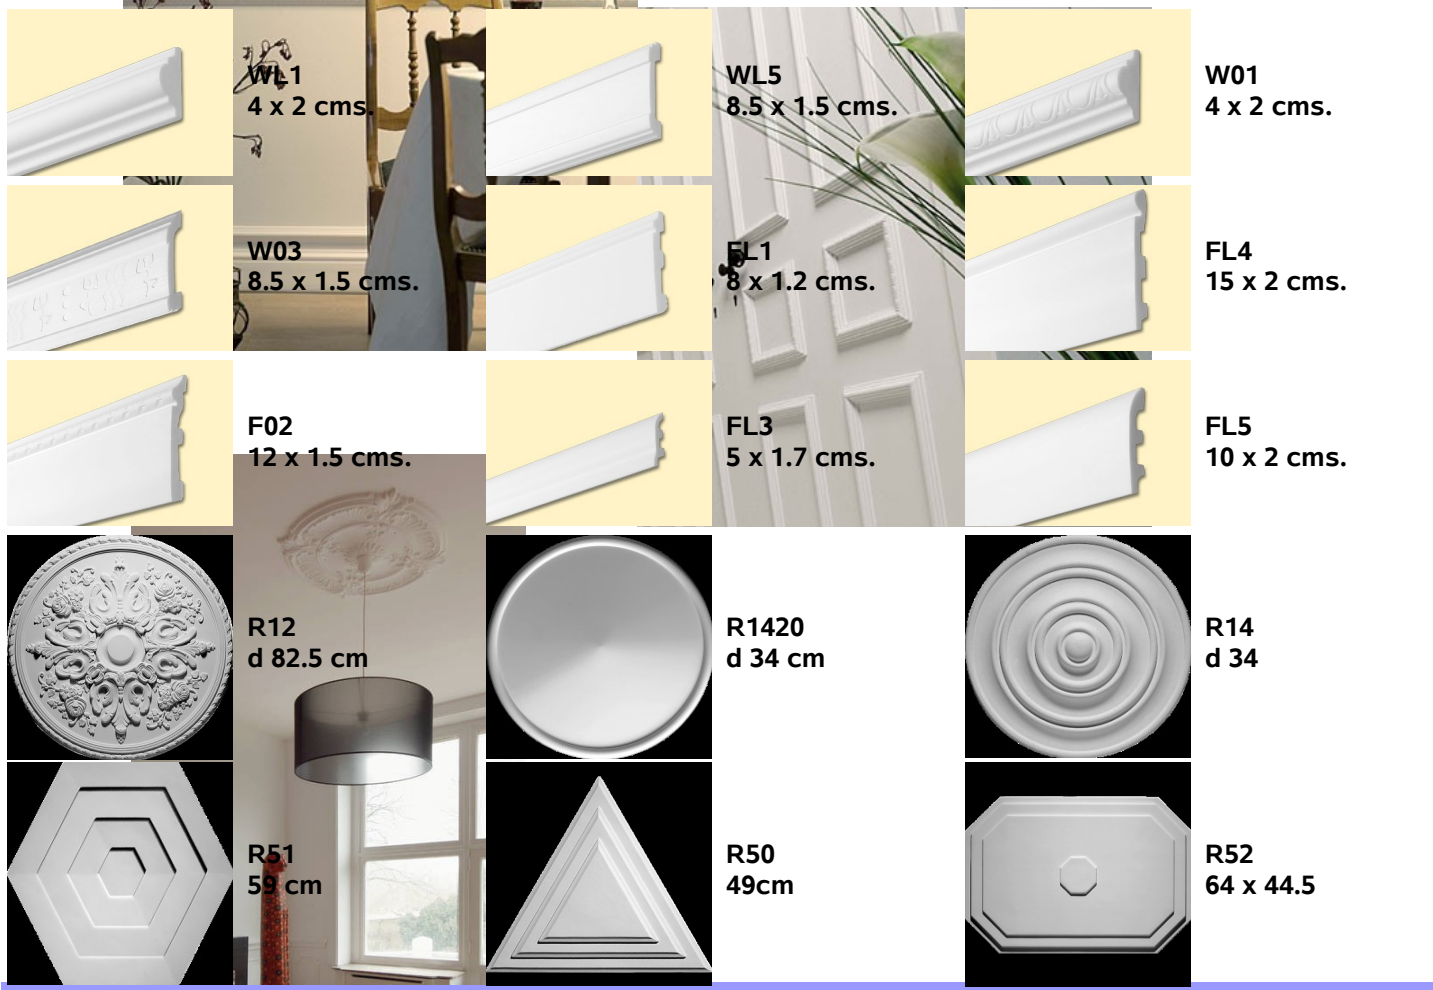 WL1
4 x 2 cms.
WL5
8.5 x 1.5 cms.
W01
4 x 2 cms.
W03
8.5 x 1.5 cms.
FL1
8 x 1.2 cms.
FL4
15 x 2 cms.
F02
12 x 1.5 cms.
FL3
5 x 1.7 cms.
FL5
10 x 2 cms.
R12
d 82.5 cm
R1420
d 34 cm
R14
d 34
R51
59 cm
R50
49cm
R52
64 x 44.5